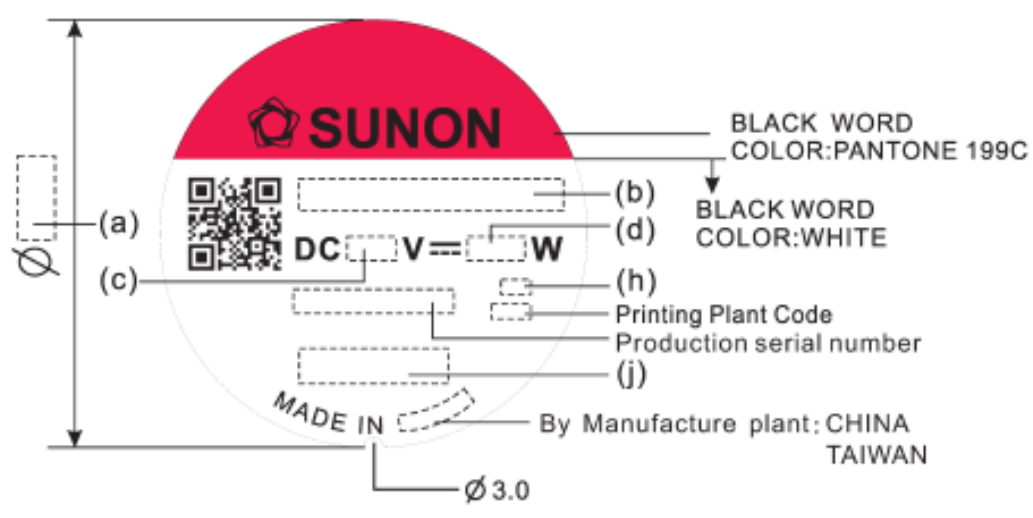 SUNON
BLACK WORD
COLOR:PANTONE 199C
(b)
BLACK WORD
COLOR:WHITE
(a)
Ø
(d)
DC V W
(c)
(h)
Printing Plant Code
Production serial number
(j)
MADE IN
By Manufacture plant: CHINA
TAIWAN
Ø3.0